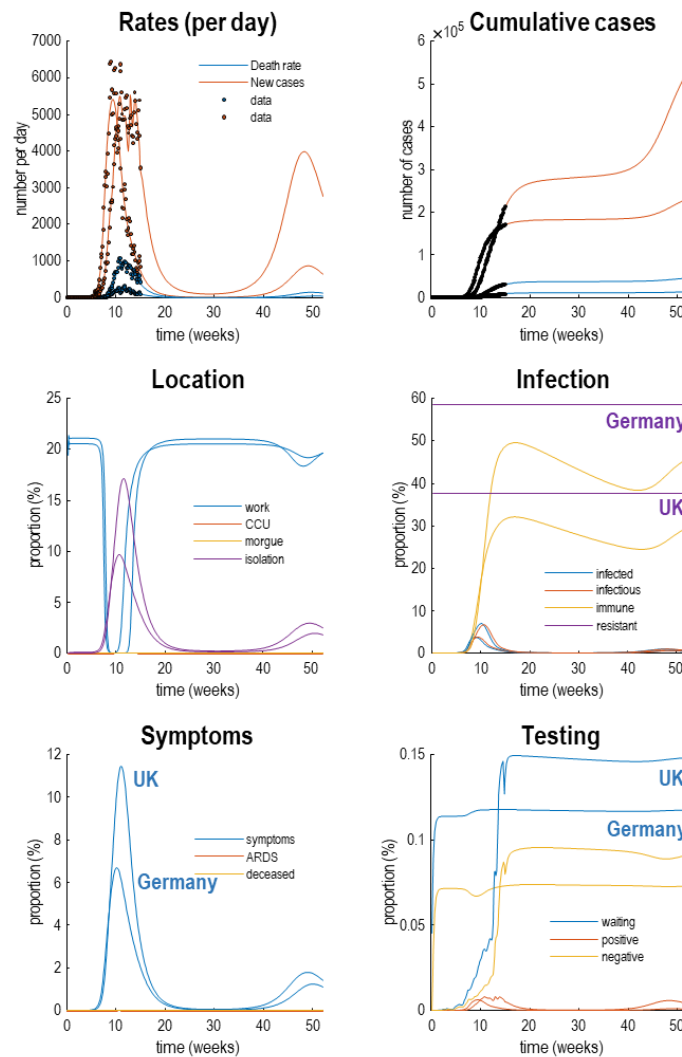 Rates (per day)
7000
6000
5000
4000
3000
2000
1000
0
number per day
Death rate
New cases
data
data
0 10 20 30 40 50
time (weeks)
Cumulative cases
×10⁵
6
5
4
3
2
1
0
number of cases
0 10 20 30 40 50
time (weeks)
Location
25
20
15
10
5
0
proportion (%)
work
CCU
morgue
isolation
0 10 20 30 40 50
time (weeks)
Infection
60
50
40
30
20
10
0
proportion (%)
Germany
UK
infected
infectious
immune
resistant
0 10 20 30 40 50
time (weeks)
Symptoms
12
10
8
6
4
2
0
proportion (%)
UK
Germany
symptoms
ARDS
deceased
0 10 20 30 40 50
time (weeks)
Testing
0.15
0.1
0.05
0
proportion (%)
UK
Germany
waiting
positive
negative
0 10 20 30 40 50
time (weeks)